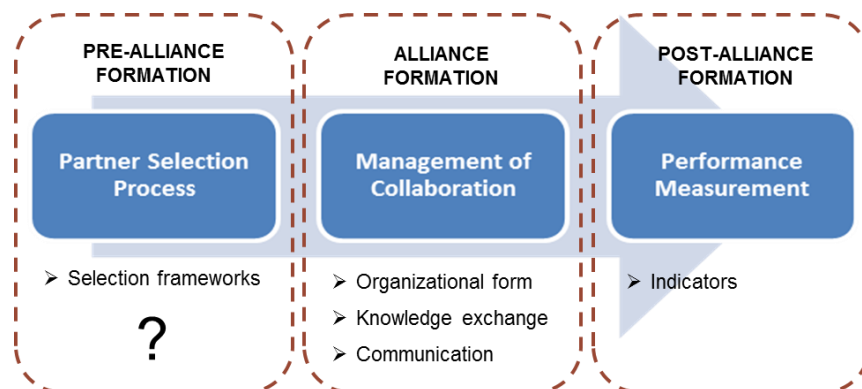 PRE-ALLIANCE
FORMATION
Partner Selection
Process
➢ Selection frameworks
?
ALLIANCE
FORMATION
Management of
Collaboration
➢ Organizational form
➢ Knowledge exchange
➢ Communication
POST-ALLIANCE
FORMATION
Performance
Measurement
➢ Indicators